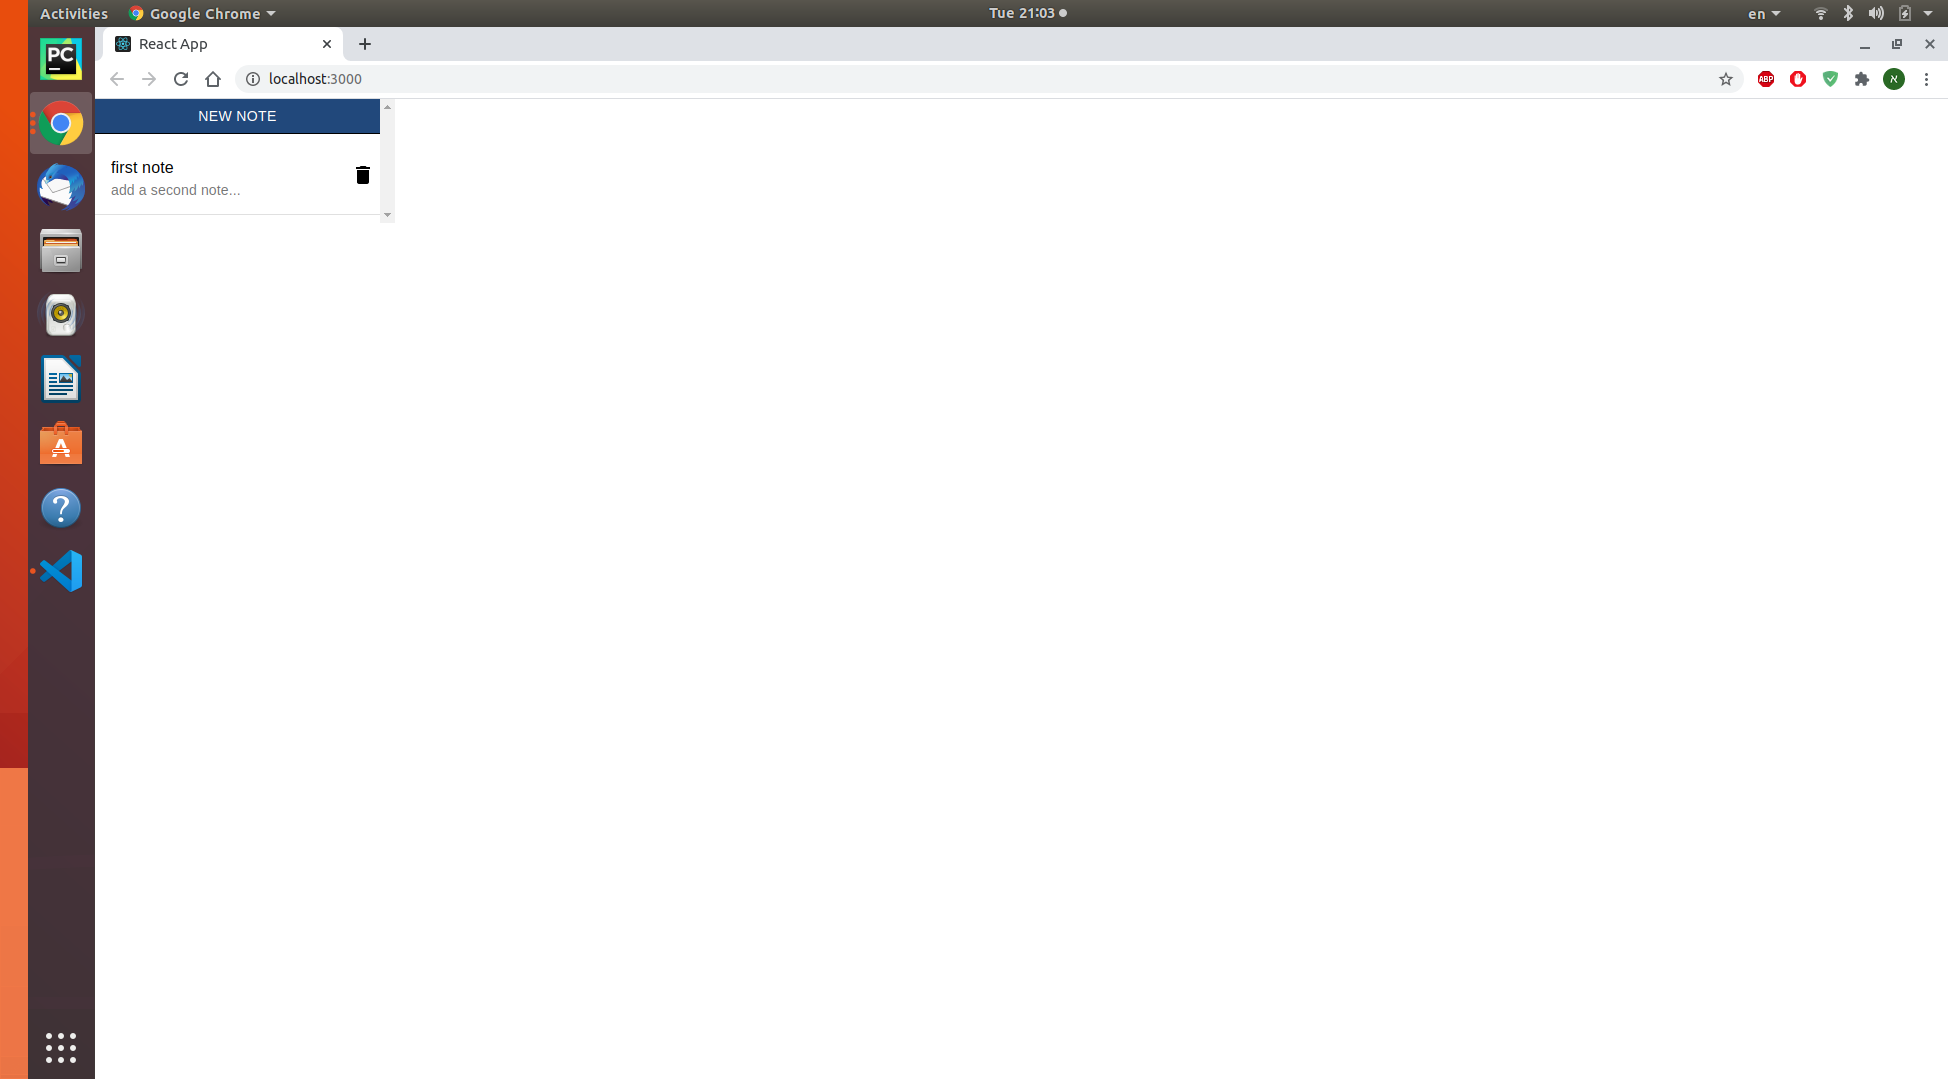 Activities Google Chrome Tue 21:03 en
React App
localhost:3000 ABP א
NEW NOTE
first note
add a second note...
PC
A
?